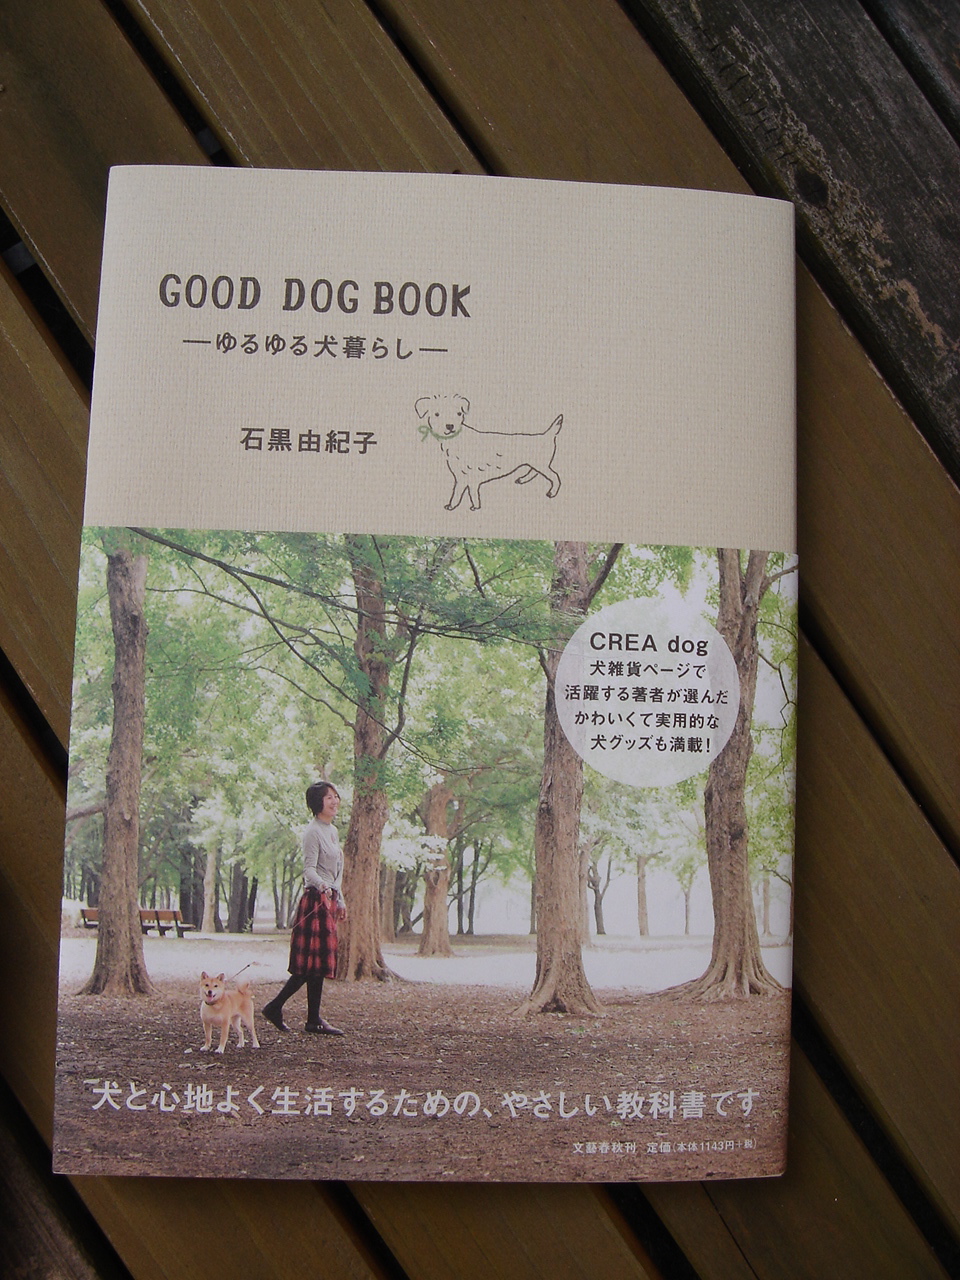 GOOD DOG BOOK
—ゆるゆる犬暮らし—
石黒由紀子
CREA dog
犬雑貨ページで
活躍する著者が選んだ
かわいくて実用的な
犬グッズも満載！
犬と心地よく生活するための、やさしい教科書です
文藝春秋刊 定価（本体1143円+税）